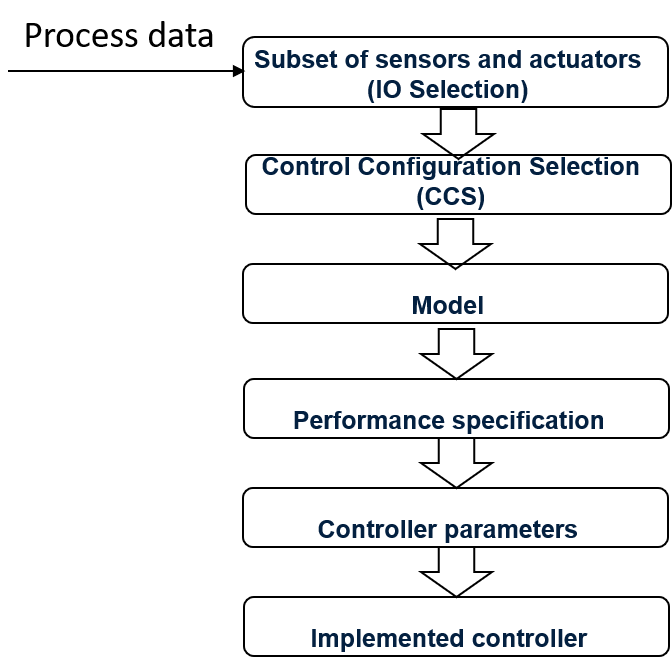 Process data
Subset of sensors and actuators
(IO Selection)
Control Configuration Selection
(CCS)
Model
Performance specification
Controller parameters
Implemented controller